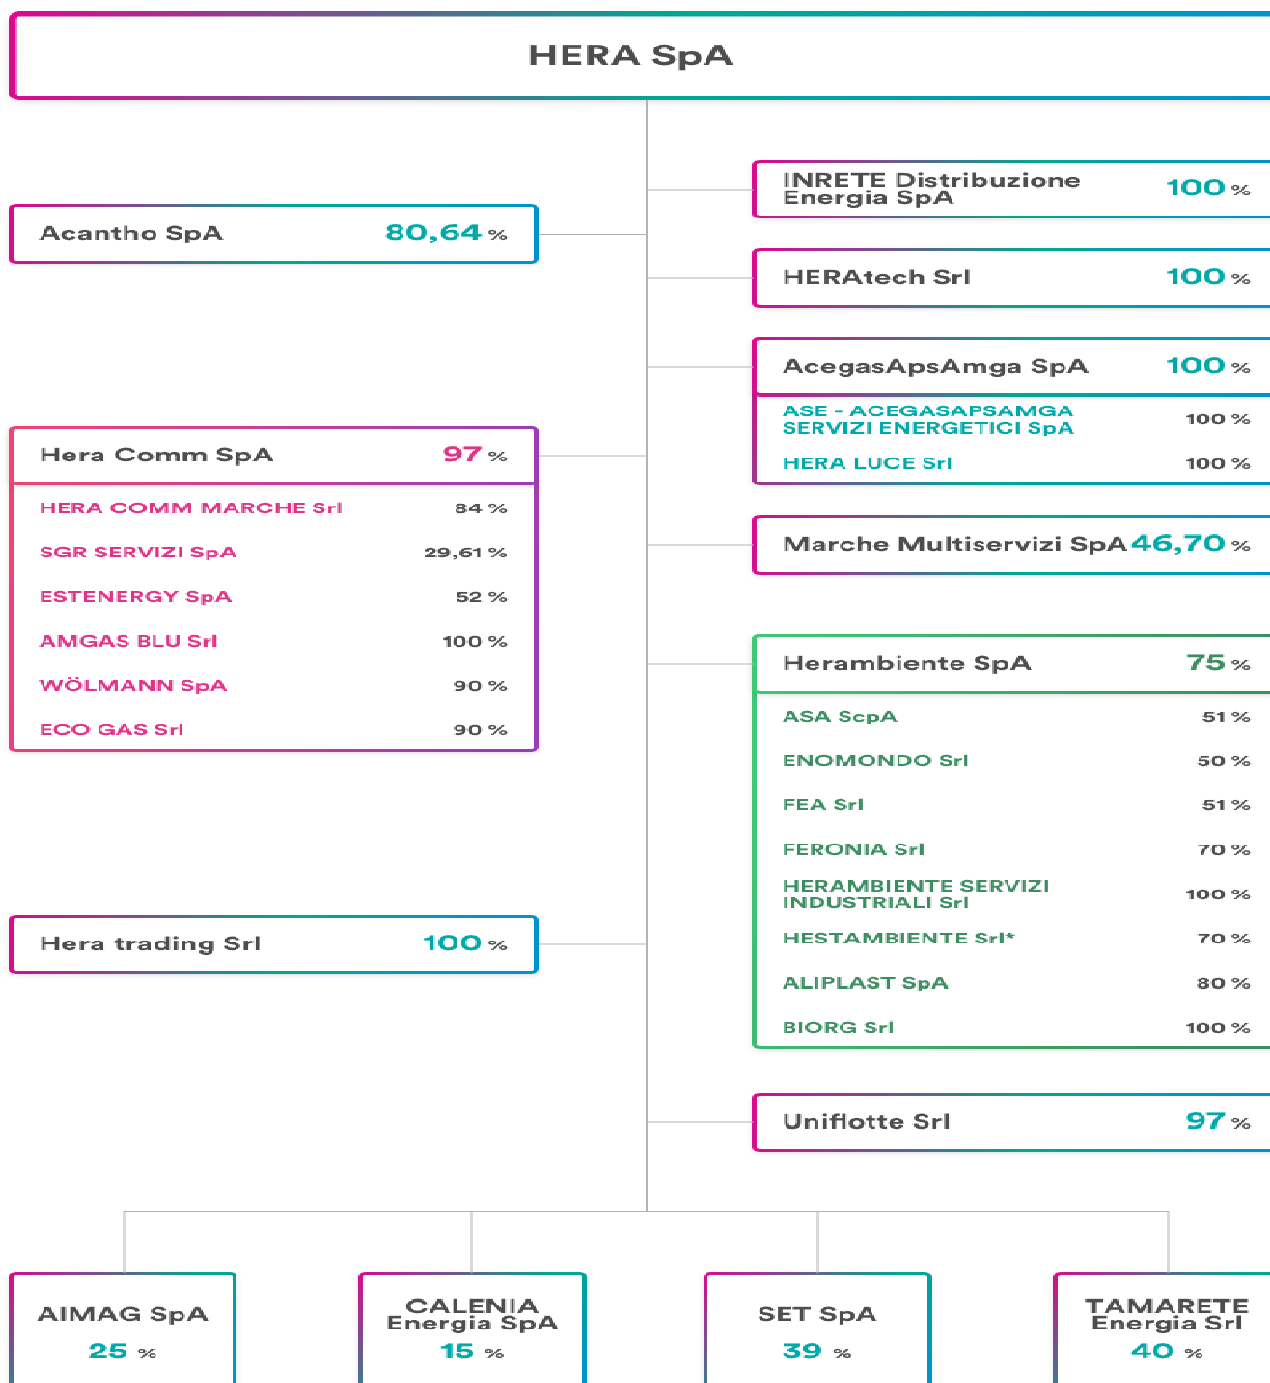 HERA SpA
Acantho SpA 80,64 %
Hera Comm SpA 97 %
HERA COMM MARCHE Srl 84 %
SGR SERVIZI SpA 29,61 %
ESTENERGY SpA 52 %
AMGAS BLU Srl 100 %
WÖLMANN SpA 90 %
ECO GAS Srl 90 %
Hera trading Srl 100 %
INRETE Distribuzione
Energia SpA 100 %
HERAtech Srl 100 %
AcegasApsAmga SpA 100 %
ASE - ACEGASAPSAMGA
SERVIZI ENERGETICI SpA 100 %
HERA LUCE Srl 100 %
Marche Multiservizi SpA 46,70 %
Herambiente SpA 75 %
ASA ScpA 51 %
ENOMONDO Srl 50 %
FEA Srl 51 %
FERONIA Srl 70 %
HERAMBIENTE SERVIZI
INDUSTRIALI Srl 100 %
HESTAMBIENTE Srl* 70 %
ALIPLAST SpA 80 %
BIORG Srl 100 %
Uniflotte Srl 97 %
AIMAG SpA
25 %
CALENIA
Energia SpA
15 %
SET SpA
39 %
TAMARETE
Energia Srl
40 %